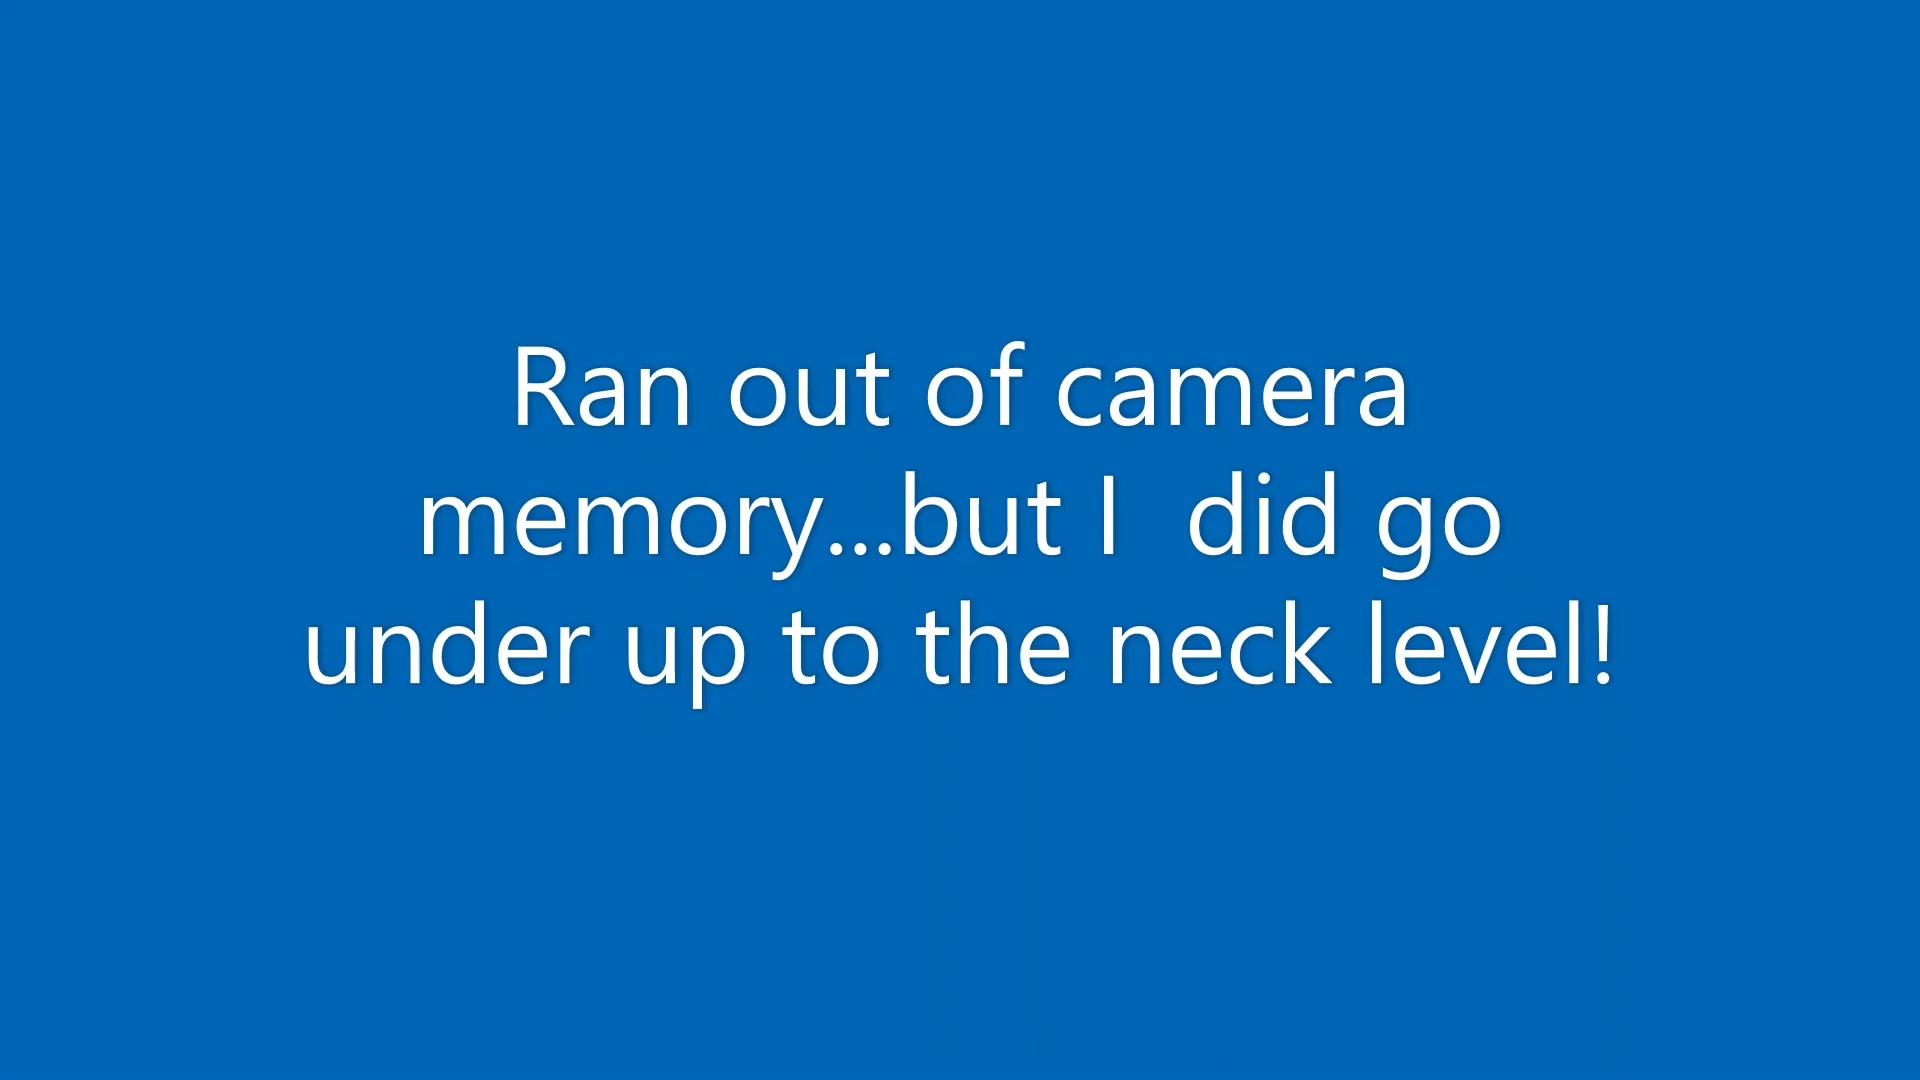 Ran out of camera
memory...but I  did go
under up to the neck level!